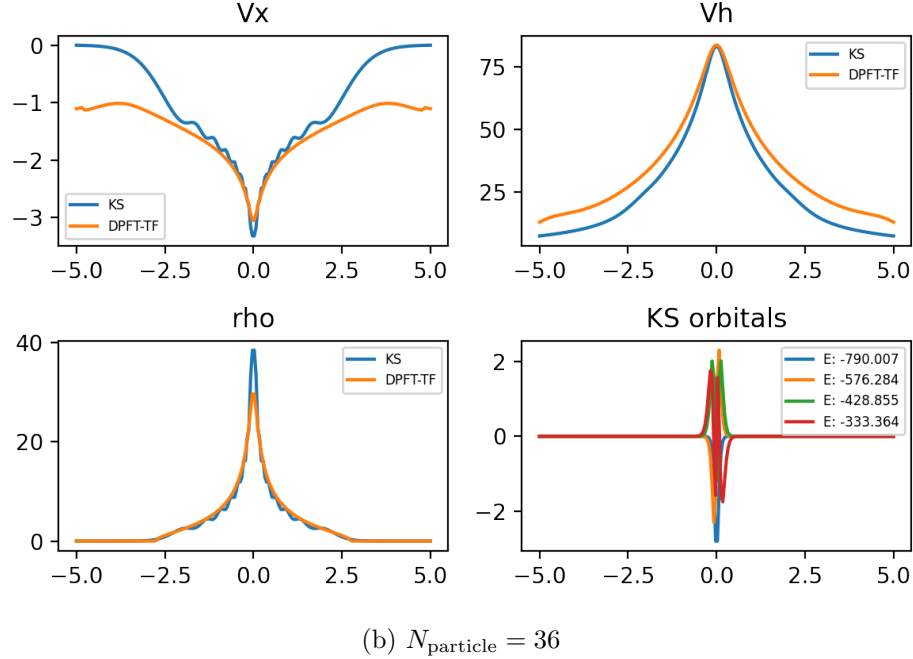 Vx
0
−1
−2
−3
KS
DPFT-TF
−5.0 −2.5 0.0 2.5 5.0
Vh
75
50
25
KS
DPFT-TF
−5.0 −2.5 0.0 2.5 5.0
rho
40
20
0
KS
DPFT-TF
−5.0 −2.5 0.0 2.5 5.0
KS orbitals
2
0
−2
E: -790.007
E: -576.284
E: -428.855
E: -333.364
−5.0 −2.5 0.0 2.5 5.0
(b) N_particle = 36